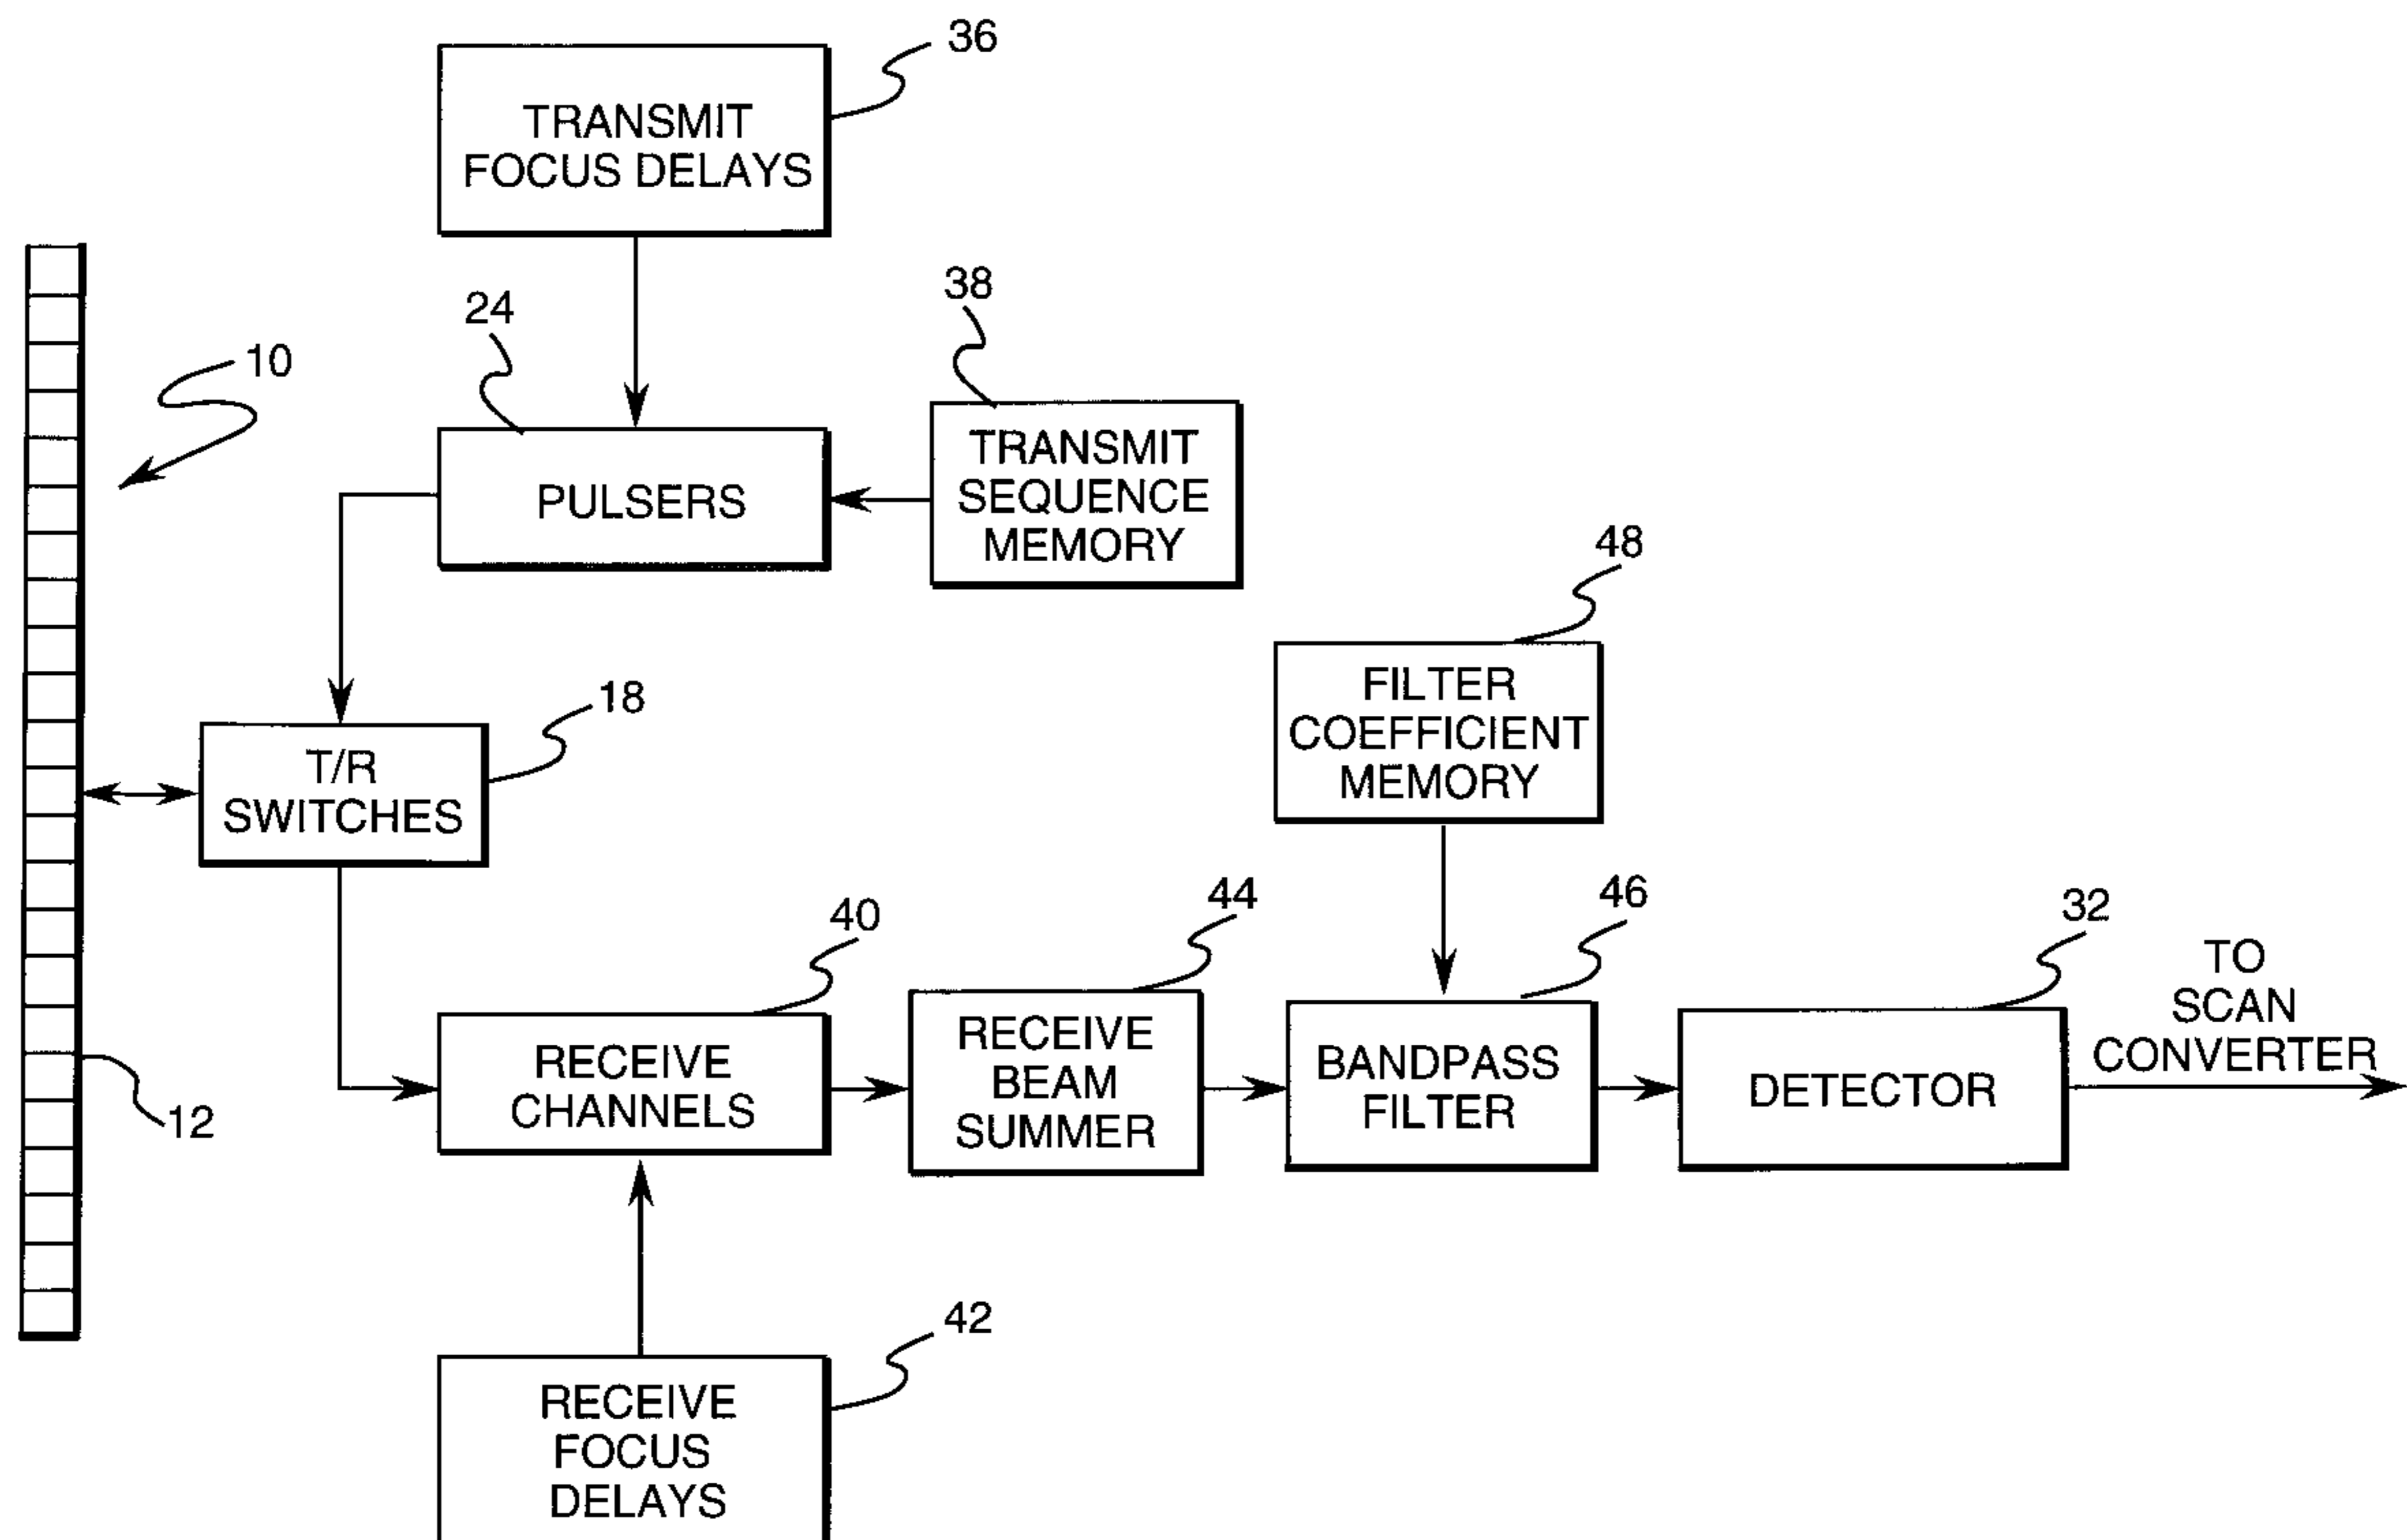 36
TRANSMIT
FOCUS DELAYS
24
38
10
TRANSMIT
SEQUENCE
MEMORY
PULSERS
48
18
FILTER
COEFFICIENT
MEMORY
T/R
SWITCHES
40
44
46
32
TO
SCAN
CONVERTER
RECEIVE
CHANNELS
RECEIVE
BEAM
SUMMER
BANDPASS
FILTER
DETECTOR
12
42
RECEIVE
FOCUS
DELAYS